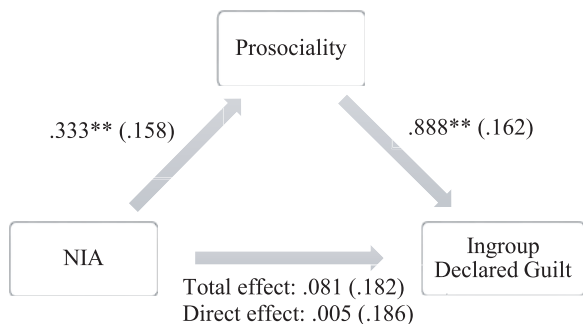 Prosociality
.333** (.158)
.888** (.162)
NIA
Ingroup
Declared Guilt
Total effect: .081 (.182)
Direct effect: .005 (.186)